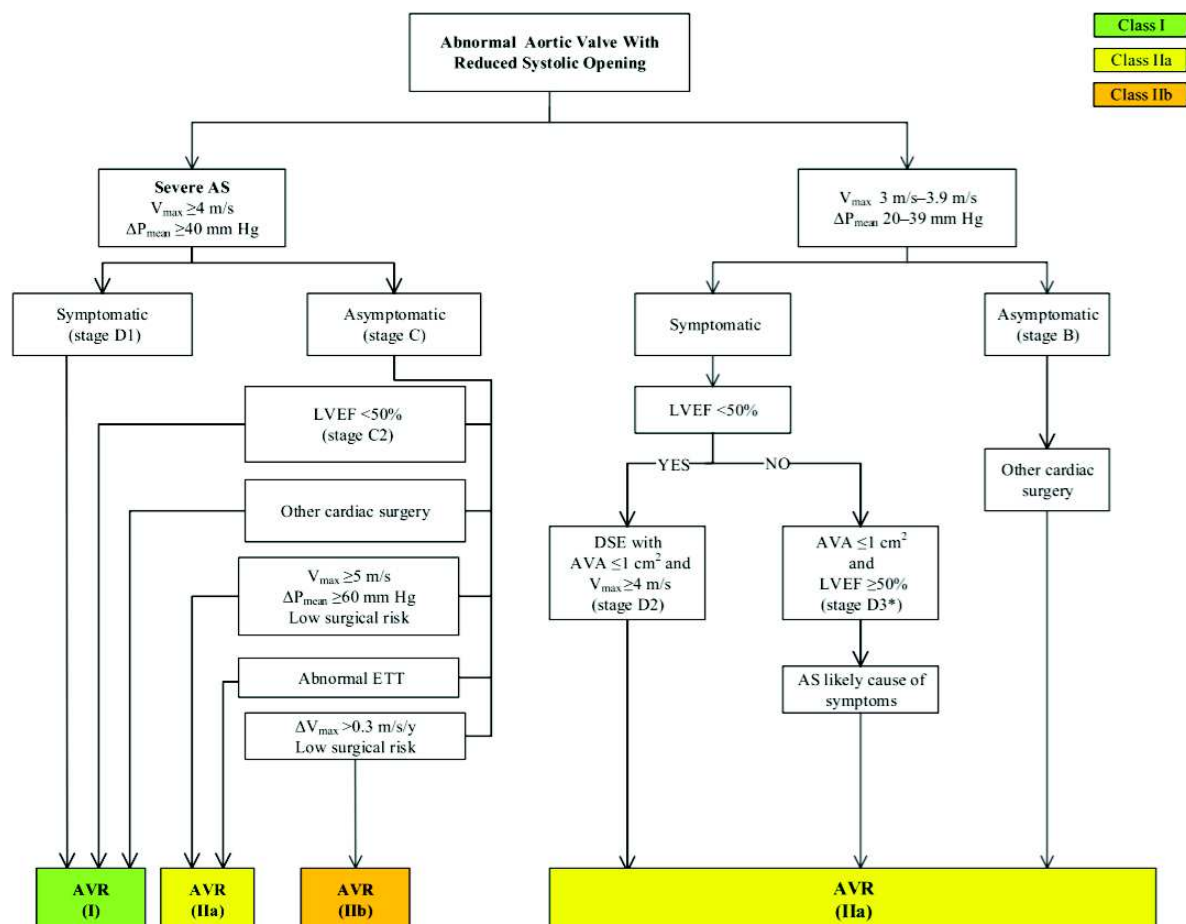 Abnormal Aortic Valve With
Reduced Systolic Opening
Class I
Class IIa
Class IIb
Severe AS
Vmax ≥4 m/s
ΔPmean ≥40 mm Hg
Vmax 3 m/s–3.9 m/s
ΔPmean 20–39 mm Hg
Symptomatic
(stage D1)
Asymptomatic
(stage C)
Symptomatic
Asymptomatic
(stage B)
LVEF <50%
(stage C2)
LVEF <50%
YES
NO
Other cardiac surgery
Other cardiac
surgery
Vmax ≥5 m/s
ΔPmean ≥60 mm Hg
Low surgical risk
DSE with
AVA ≤1 cm² and
Vmax ≥4 m/s
(stage D2)
AVA ≤1 cm²
and
LVEF ≥50%
(stage D3*)
Abnormal ETT
AS likely cause of
symptoms
ΔVmax >0.3 m/s/y
Low surgical risk
AVR
(I)
AVR
(IIa)
AVR
(IIb)
AVR
(IIa)